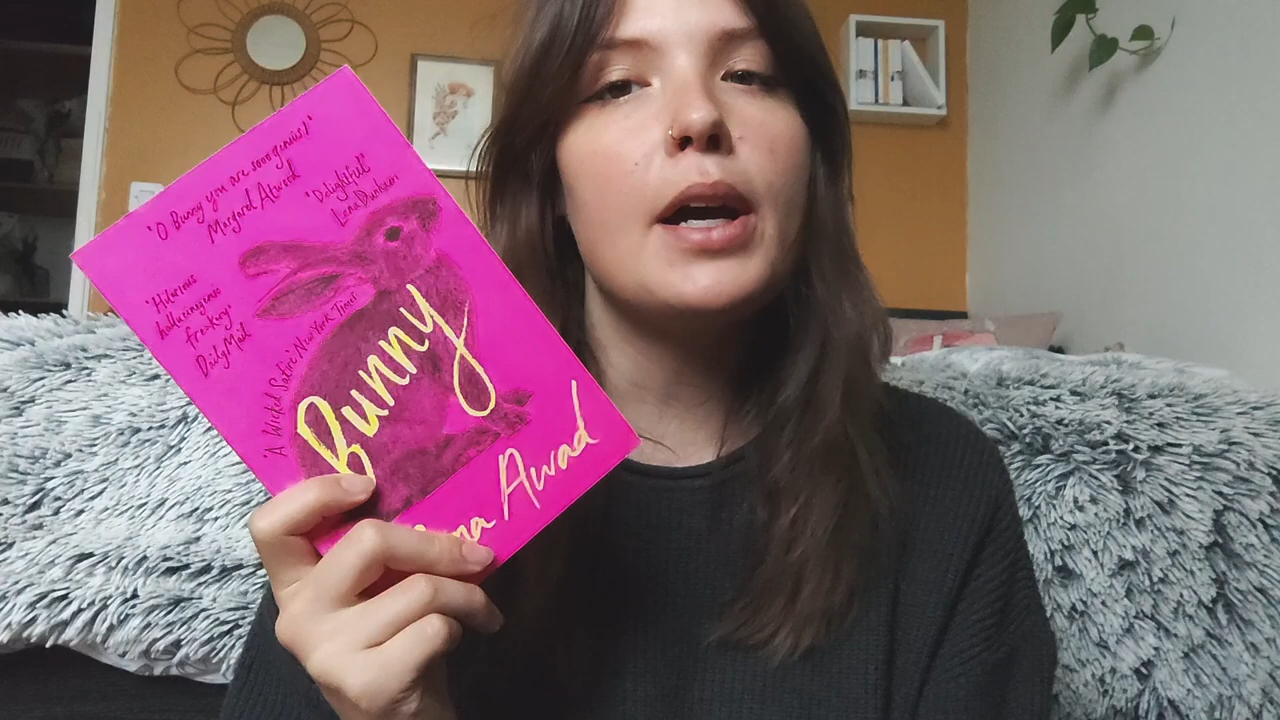 'O Bunny you are sooo genius!'
Margaret Atwood
'Delightful'
Lena Dunham
'Hilarious
hallucinogenic
freaky'
Daily Mail
'A Wicked Satire' New York Times
Bunny
na Awad